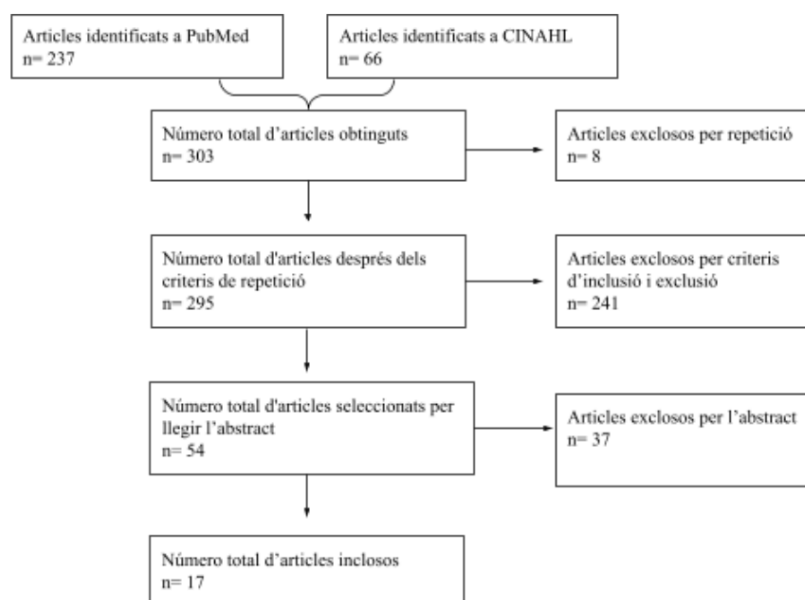 Articles identificats a PubMed
n= 237
Articles identificats a CINAHL
n= 66
Número total d’articles obtinguts
n= 303
Articles exclosos per repetició
n= 8
Número total d'articles després dels
criteris de repetició
n= 295
Articles exclosos per criteris
d’inclusió i exclusió
n= 241
Número total d'articles seleccionats per
llegir l’abstract
n= 54
Articles exclosos per l’abstract
n= 37
Número total d’articles inclosos
n= 17